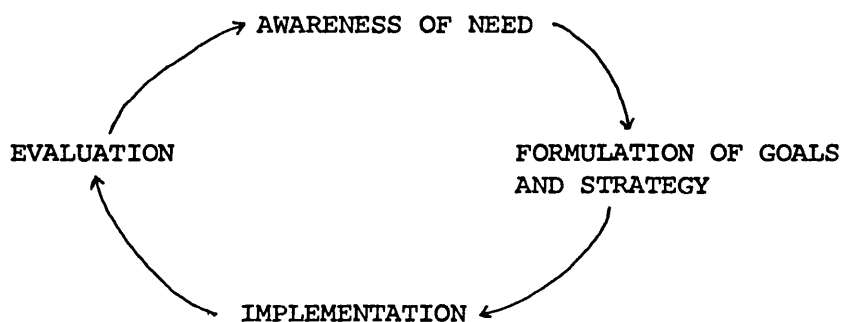 AWARENESS OF NEED
EVALUATION
FORMULATION OF GOALS
AND STRATEGY
IMPLEMENTATION